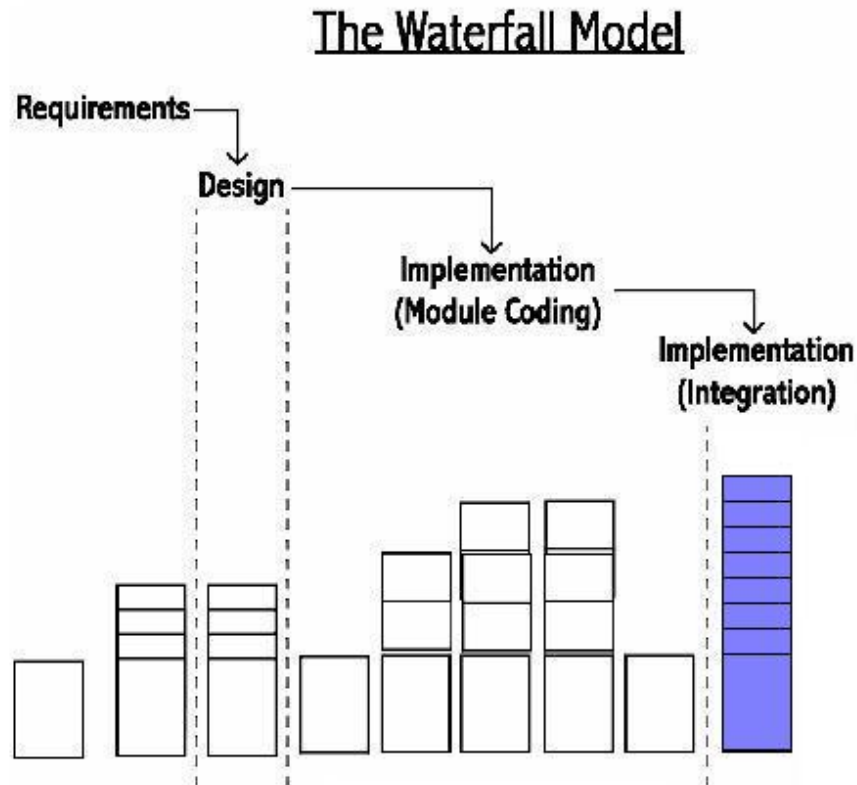 The Waterfall Model
Requirements
Design
Implementation
(Module Coding)
Implementation
(Integration)